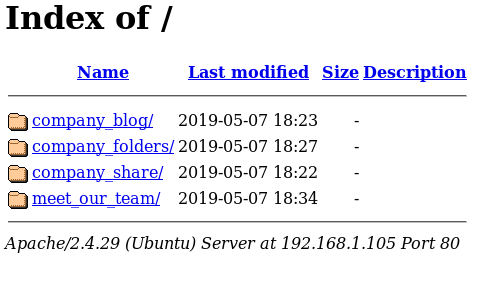 Index of /
Name Last modified Size Description
company_blog/ 2019-05-07 18:23 -
company_folders/ 2019-05-07 18:27 -
company_share/ 2019-05-07 18:22 -
meet_our_team/ 2019-05-07 18:34 -
Apache/2.4.29 (Ubuntu) Server at 192.168.1.105 Port 80